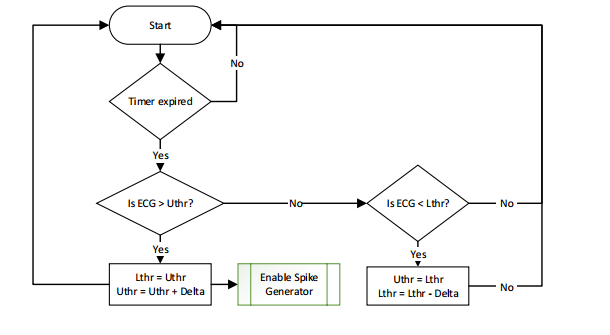 Start
No
Timer expired
Yes
Is ECG > Uthr?
No
Is ECG < Lthr?
No
Yes
Yes
Lthr = Uthr
Uthr = Uthr + Delta
Enable Spike
Generator
Uthr = Lthr
Lthr = Lthr - Delta
No